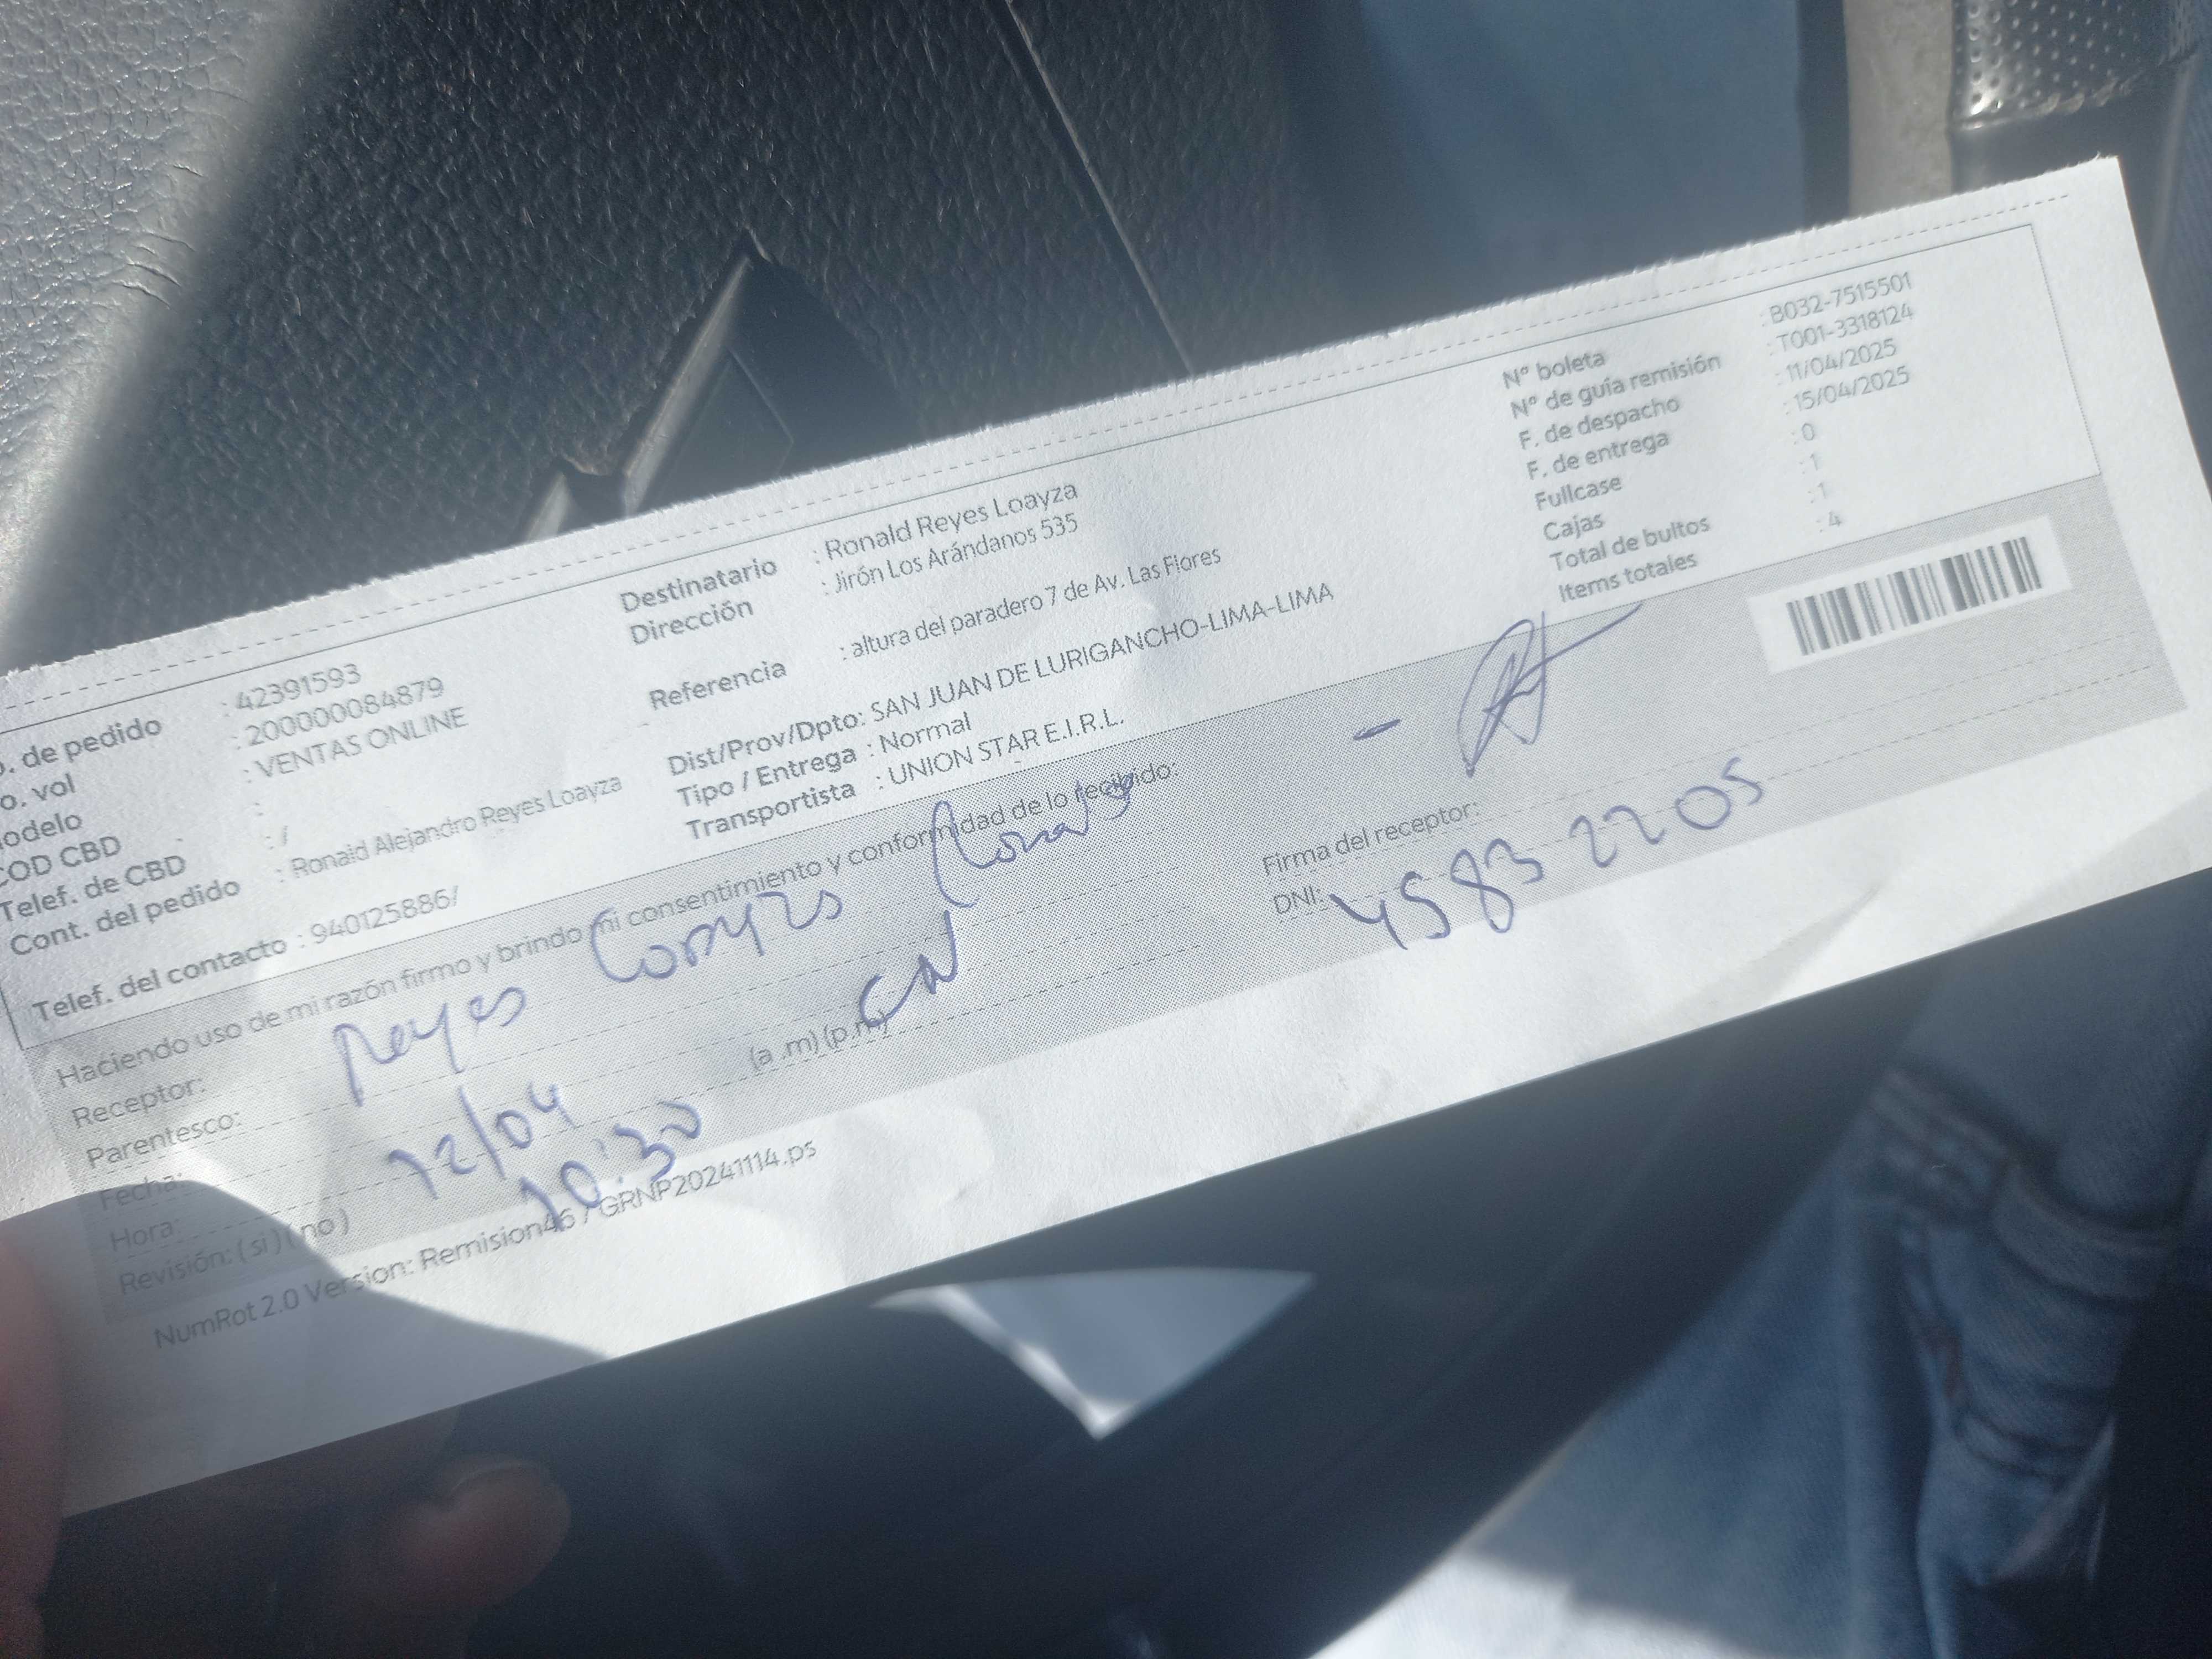 . de pedido : 42391593
o. vol : 200000084879
odelo : VENTAS ONLINE
COD CBD :
Telef. de CBD : /
Cont. del pedido : Ronald Alejandro Reyes Loayza
Telef. del contacto : 940125886/
Destinatario : Ronald Reyes Loayza
Dirección : Jirón Los Arándanos 535
Referencia : altura del paradero 7 de Av. Las Flores
Dist/Prov/Dpto: SAN JUAN DE LURIGANCHO-LIMA-LIMA
Tipo / Entrega : Normal
Transportista : UNION STAR E.I.R.L.
N° boleta : B032-7515501
N° de guía remisión : T001-3318124
F. de despacho : 11/04/2025
F. de entrega : 15/04/2025
Fullcase : 0
Cajas : 1
Total de bultos : 1
Items totales : 4
Haciendo uso de mi razón firmo y brindo mi consentimiento y conformidad de lo recibido:
Receptor: Reyes Loayza Ronald
Parentesco:
Fecha: 12/04
Hora: 10:30 (a .m) (p.m)
Revisión: ( si ) ( no )
Firma del receptor:
DNI: 45832205
NumRot 2.0 Version: Remision46 / GRNP20241114.ps